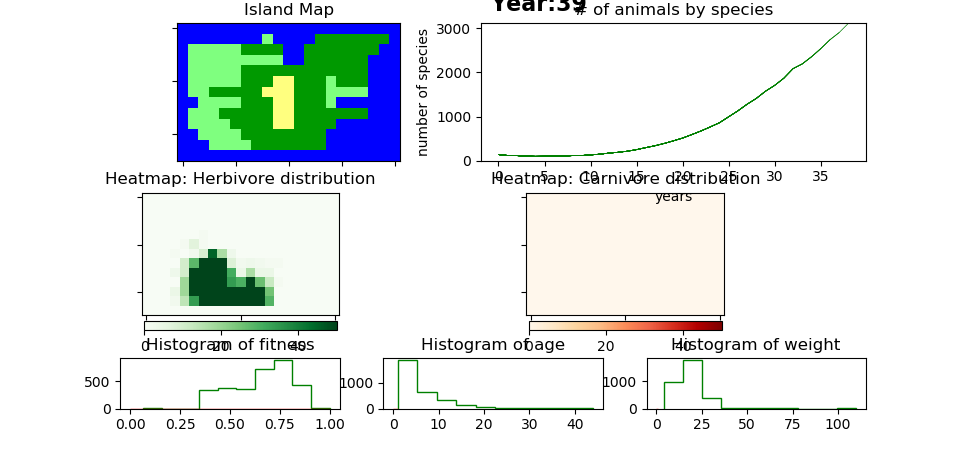 Year:39
Island Map
# of animals by species
number of species
3000
2000
1000
0
0 5 10 15 20 25 30 35
years
Heatmap: Herbivore distribution
Heatmap: Carnivore distribution
0 20 40
0 20 40
Histogram of fitness
Histogram of age
Histogram of weight
500
0
0.00 0.25 0.50 0.75 1.00
1000
0
0 10 20 30 40
1000
0
0 25 50 75 100